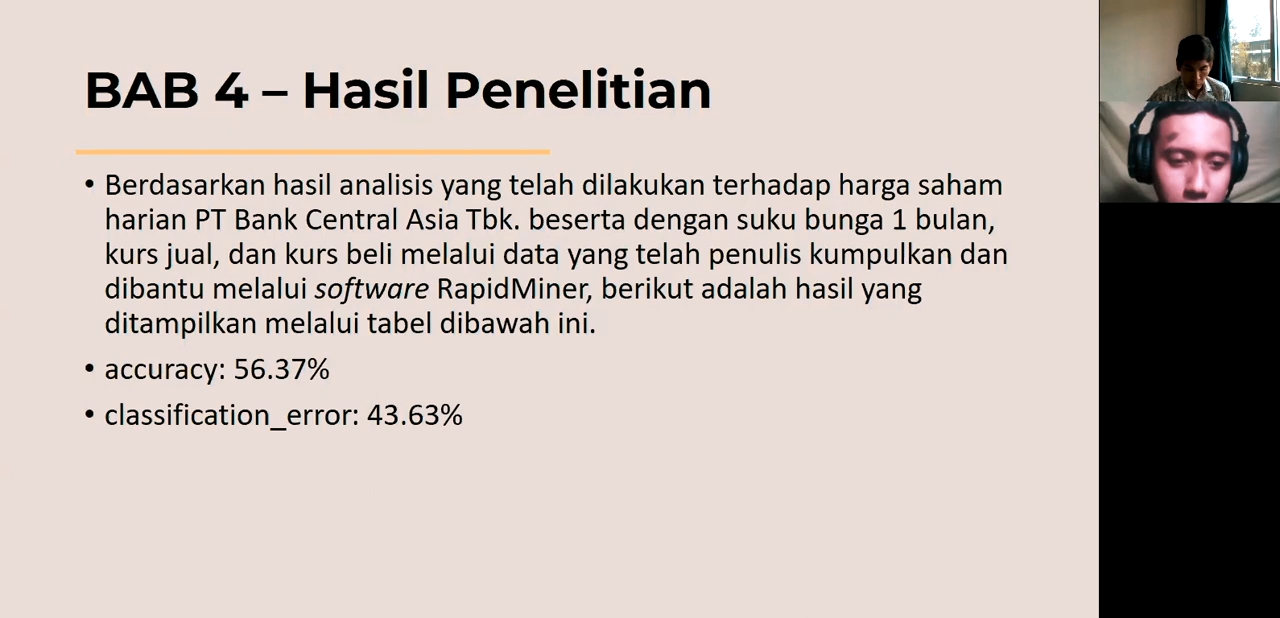 BAB 4 – Hasil Penelitian
• Berdasarkan hasil analisis yang telah dilakukan terhadap harga saham
harian PT Bank Central Asia Tbk. beserta dengan suku bunga 1 bulan,
kurs jual, dan kurs beli melalui data yang telah penulis kumpulkan dan
dibantu melalui software RapidMiner, berikut adalah hasil yang
ditampilkan melalui tabel dibawah ini.
• accuracy: 56.37%
• classification_error: 43.63%